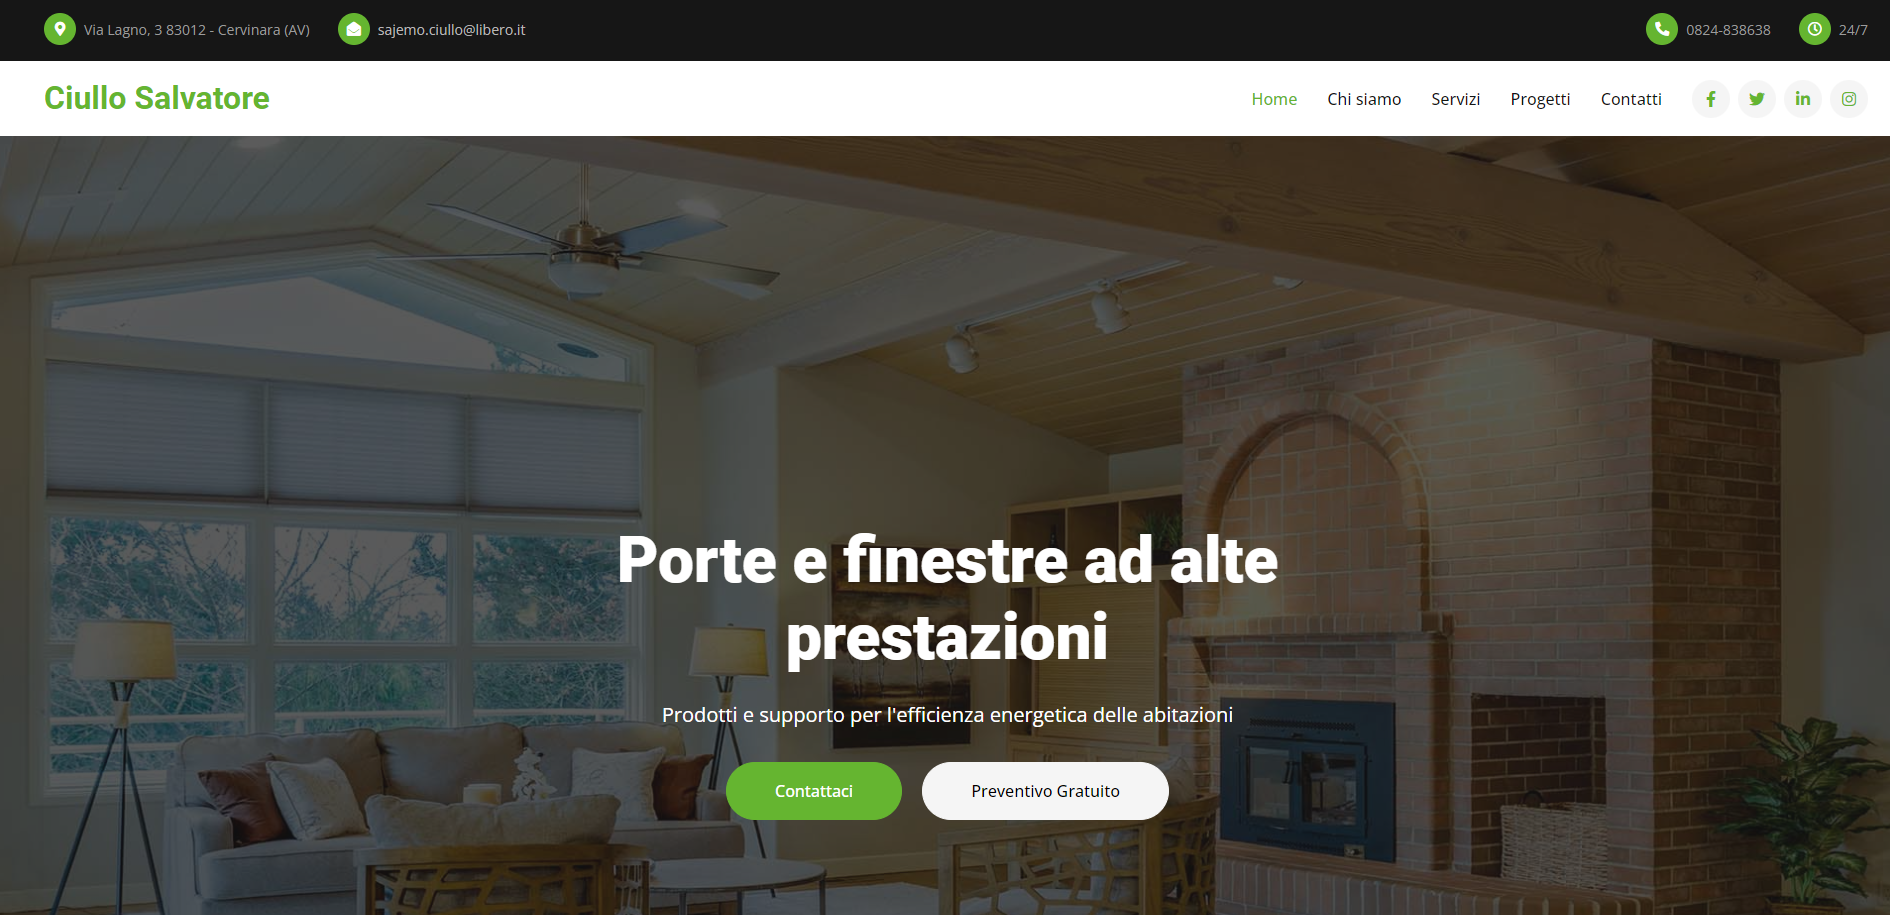 Via Lagno, 3 83012 - Cervinara (AV)
sajemo.ciullo@libero.it
0824-838638
24/7
Ciullo Salvatore
Home
Chi siamo
Servizi
Progetti
Contatti
Porte e finestre ad alte
prestazioni
Prodotti e supporto per l'efficienza energetica delle abitazioni
Contattaci
Preventivo Gratuito